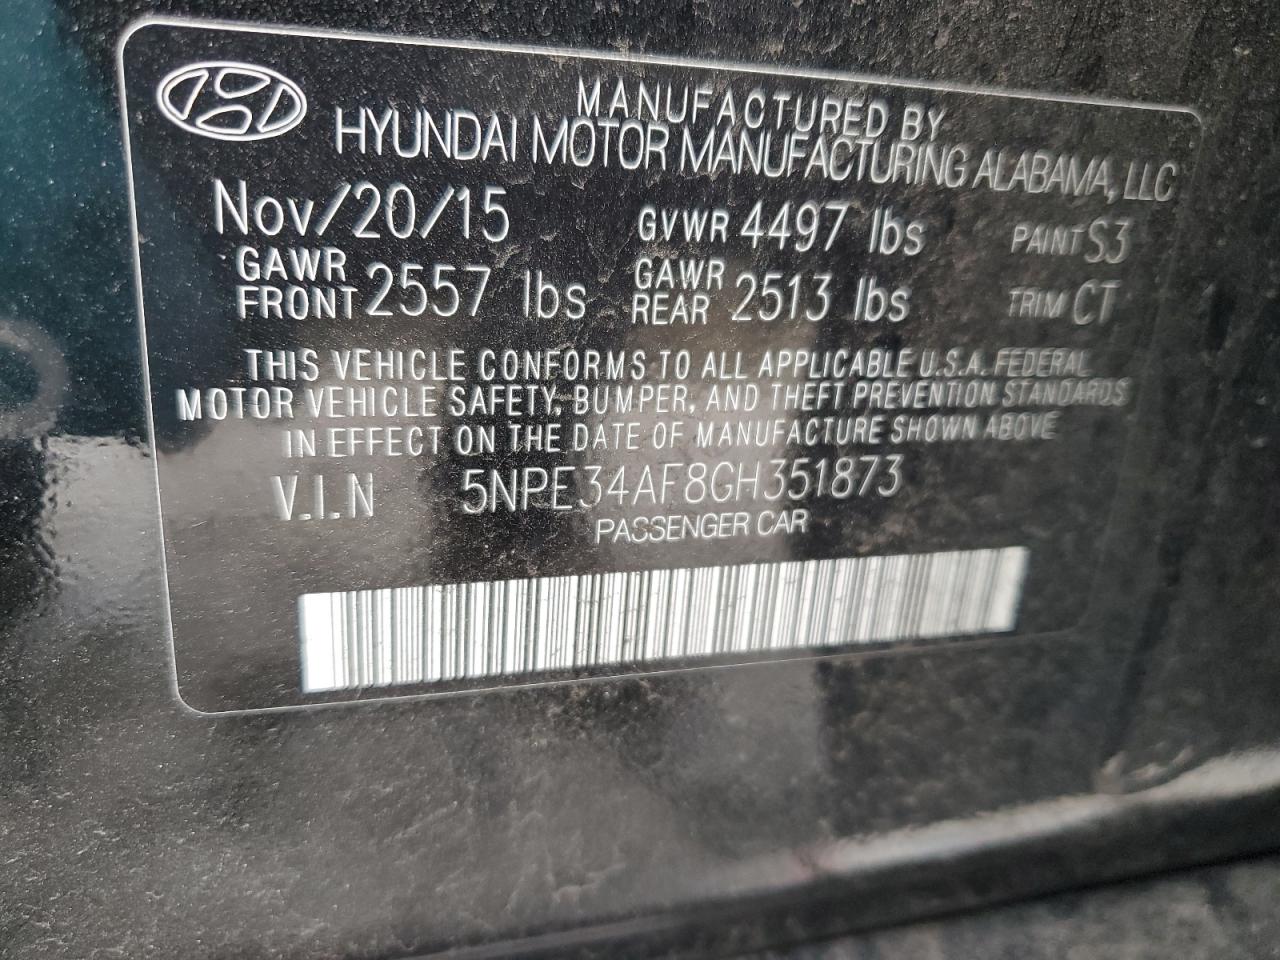 MANUFACTURED BY
HYUNDAI MOTOR MANUFACTURING ALABAMA, LLC
Nov/20/15 GVWR 4497 lbs PAINT S3
GAWR FRONT 2557 lbs GAWR REAR 2513 lbs TRIM CT
THIS VEHICLE CONFORMS TO ALL APPLICABLE U.S.A. FEDERAL
MOTOR VEHICLE SAFETY, BUMPER, AND THEFT PREVENTION STANDARDS
IN EFFECT ON THE DATE OF MANUFACTURE SHOWN ABOVE
V.I.N 5NPE34AF8GH351873
PASSENGER CAR